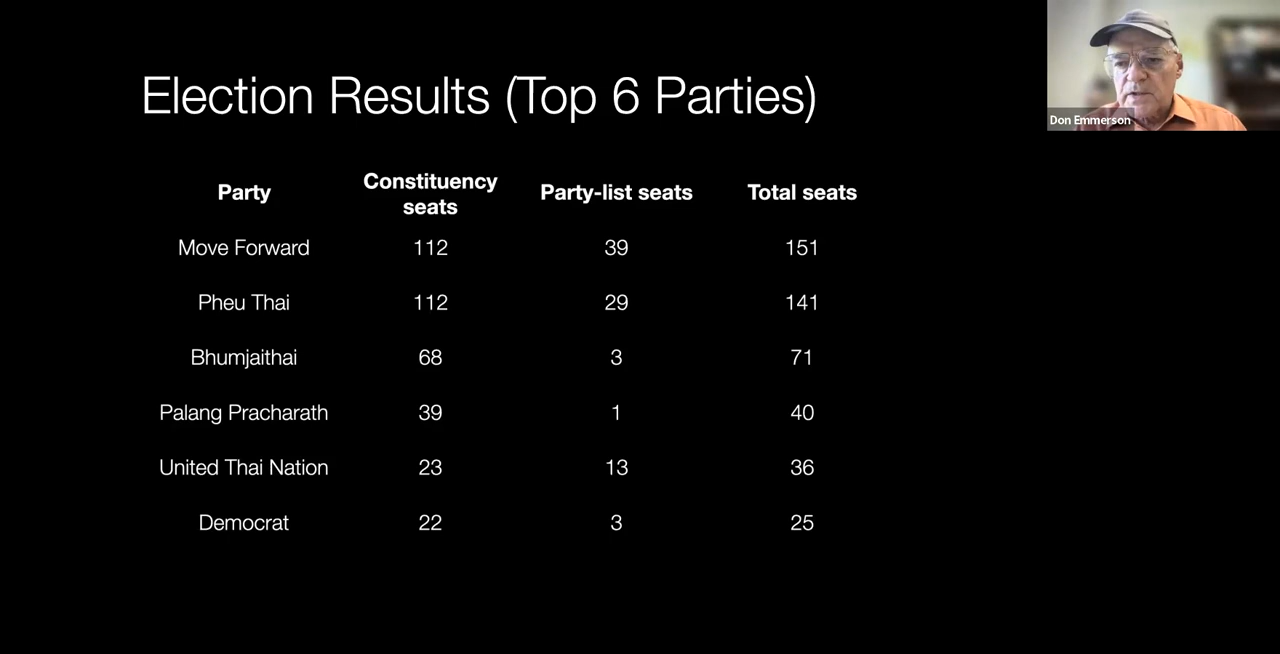 Election Results (Top 6 Parties)
Don Emmerson
Party Constituency seats Party-list seats Total seats
Move Forward 112 39 151
Pheu Thai 112 29 141
Bhumjaithai 68 3 71
Palang Pracharath 39 1 40
United Thai Nation 23 13 36
Democrat 22 3 25